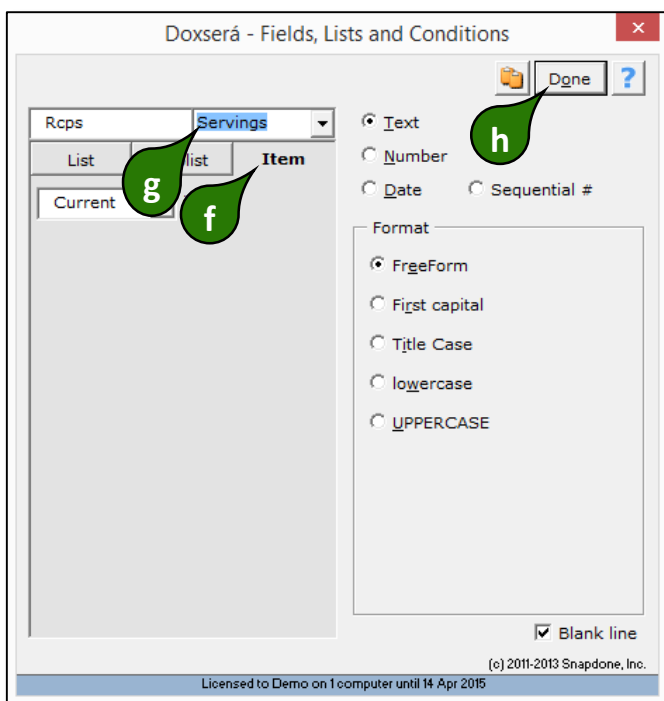 Doxserá - Fields, Lists and Conditions
×
Done ?
h
Rcps Servings
List list Item
g
f
Current
Text
Number
Date Sequential #
Format
FreeForm
First capital
Title Case
lowercase
UPPERCASE
Blank line
(c) 2011-2013 Snapdone, Inc.
Licensed to Demo on 1 computer until 14 Apr 2015